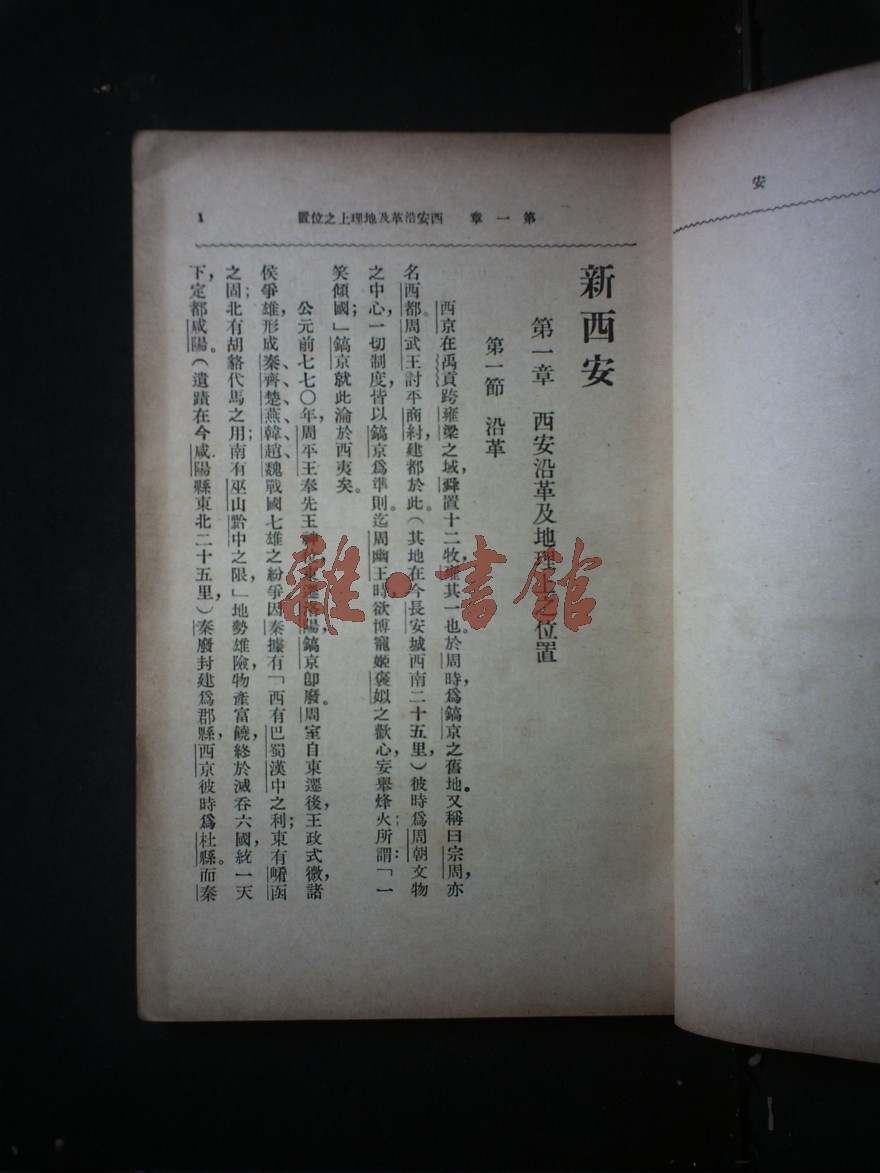 安
第一章　西安沿革及地理上之位置
1
新西安
第一章　西安沿革及地理上之位置
第一節　沿革
西京在禹貢跨雍梁之域，舜置十二牧雍其一也。於周時，爲鎬京之舊地。又稱曰宗周，亦
名西都。周武王討平商紂，建都於此。（其地在今長安城西南二十五里，）彼時爲周朝文物
之中心，一切制度，皆以鎬京爲準則。迄周幽王時，欲博寵姬褒姒之歡心，妄舉烽火；所謂：「一
笑傾國；」鎬京就此淪於西夷矣。
公元前七七〇年，周平王奉先王東遷洛陽，鎬京卽廢。周室自東遷後，王政式微，諸
侯爭雄，形成秦、齊、楚、燕、韓、趙、魏戰國七雄之紛爭。因秦據有「西有巴蜀漢中之利；東有崤函
之固；北有胡貉代馬之用；南有巫山黔中之限，」地勢雄險，物產富饒，終於滅吞六國，統一天
下，定都咸陽。（遺蹟在今咸陽縣東北二十五里，）秦廢封建爲郡縣，西京彼時爲杜縣。而秦
雜·書館